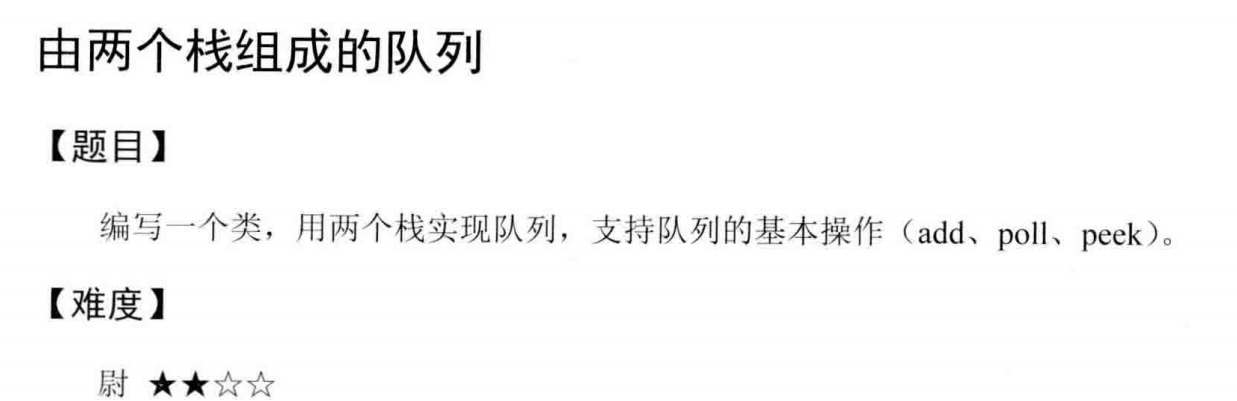 由两个栈组成的队列
【题目】
编写一个类，用两个栈实现队列，支持队列的基本操作（add、poll、peek）。
【难度】
尉 ★★☆☆